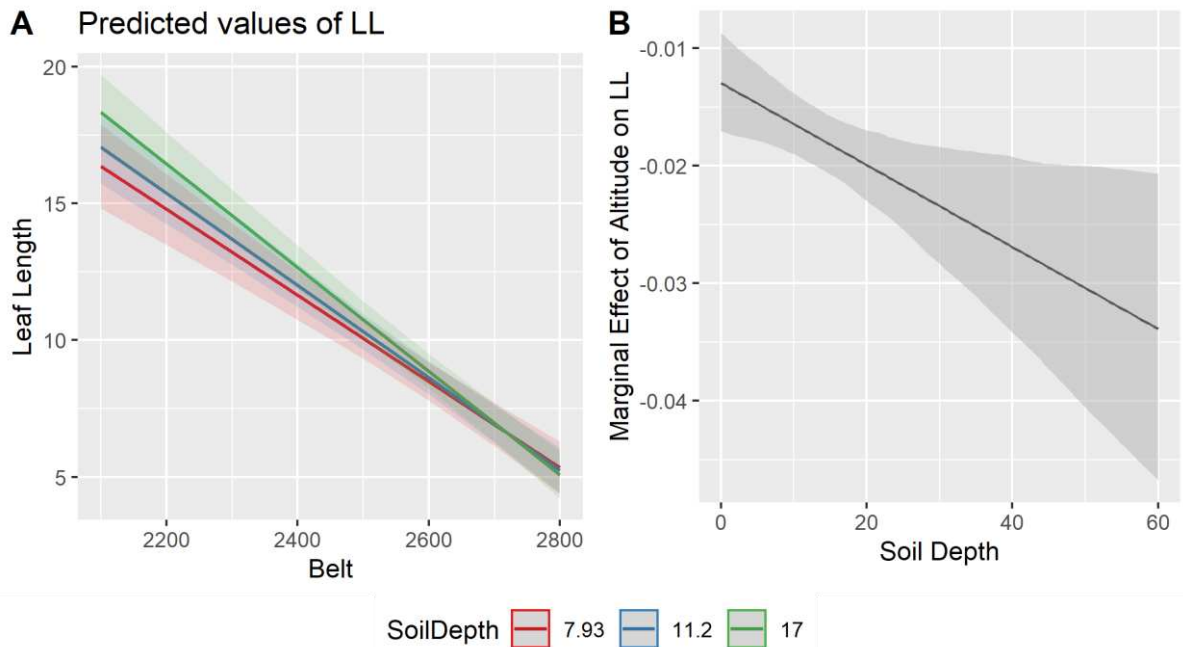 A Predicted values of LL
20
15
10
5
Leaf Length
2200 2400 2600 2800
Belt
B
-0.01
-0.02
-0.03
-0.04
Marginal Effect of Altitude on LL
0 20 40 60
Soil Depth
SoilDepth 7.93 11.2 17